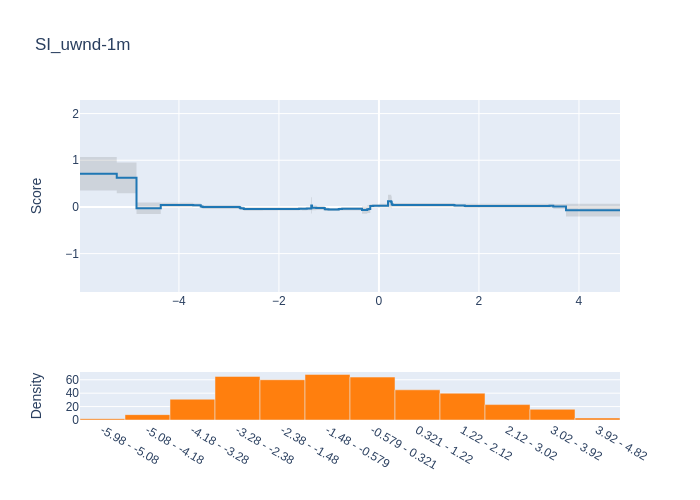 SI_uwnd-1m
2
1
0
−1
Score
−4
−2
0
2
4
60
40
20
0
Density
-5.98 - -5.08
-5.08 - -4.18
-4.18 - -3.28
-3.28 - -2.38
-2.38 - -1.48
-1.48 - -0.579
-0.579 - 0.321
0.321 - 1.22
1.22 - 2.12
2.12 - 3.02
3.02 - 3.92
3.92 - 4.82